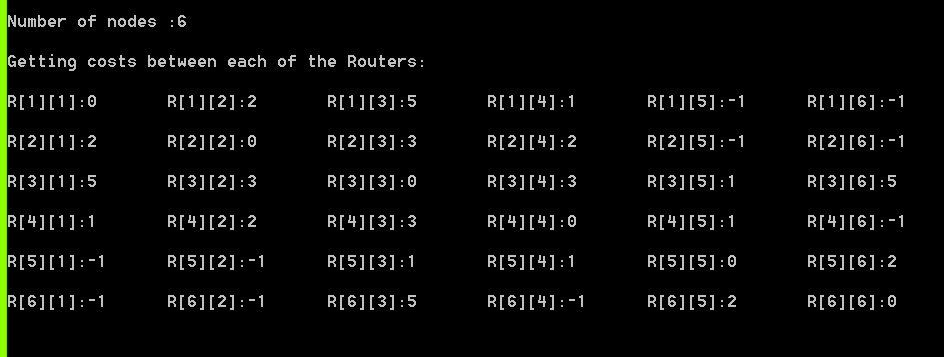 Number of nodes :6
Getting costs between each of the Routers:
R[1][1]:0 R[1][2]:2 R[1][3]:5 R[1][4]:1 R[1][5]:-1 R[1][6]:-1
R[2][1]:2 R[2][2]:0 R[2][3]:3 R[2][4]:2 R[2][5]:-1 R[2][6]:-1
R[3][1]:5 R[3][2]:3 R[3][3]:0 R[3][4]:3 R[3][5]:1 R[3][6]:5
R[4][1]:1 R[4][2]:2 R[4][3]:3 R[4][4]:0 R[4][5]:1 R[4][6]:-1
R[5][1]:-1 R[5][2]:-1 R[5][3]:1 R[5][4]:1 R[5][5]:0 R[5][6]:2
R[6][1]:-1 R[6][2]:-1 R[6][3]:5 R[6][4]:-1 R[6][5]:2 R[6][6]:0